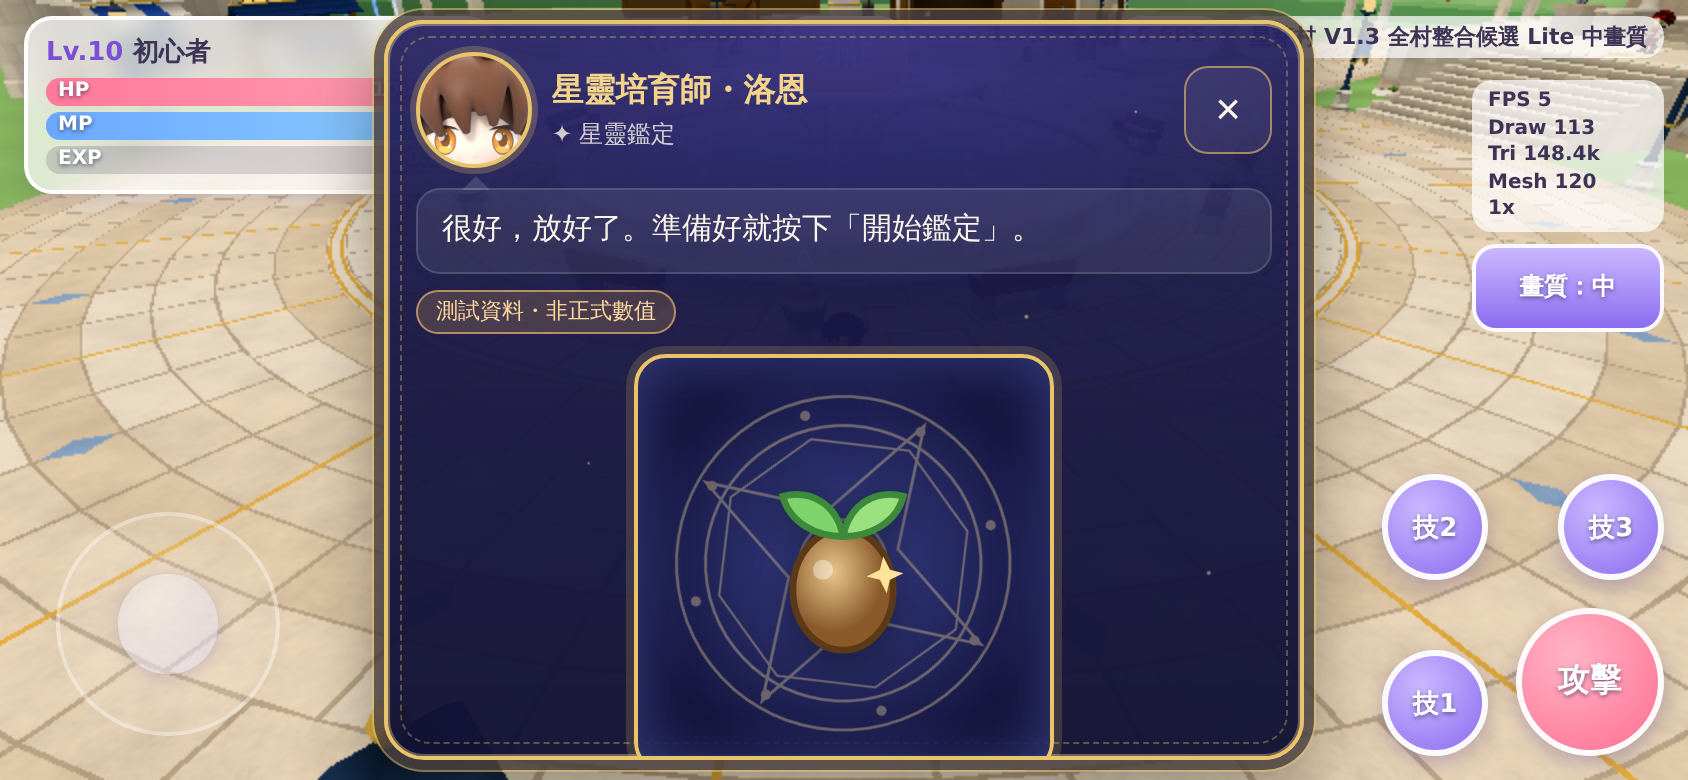 Lv.10 初心者
HP
MP
EXP
星靈培育師・洛恩
✦ 星靈鑑定
×
很好，放好了。準備好就按下「開始鑑定」。
測試資料・非正式數值
村 V1.3 全村整合候選 Lite 中畫質
FPS 5
Draw 113
Tri 148.4k
Mesh 120
1x
畫質：中
技2
技3
技1
攻擊